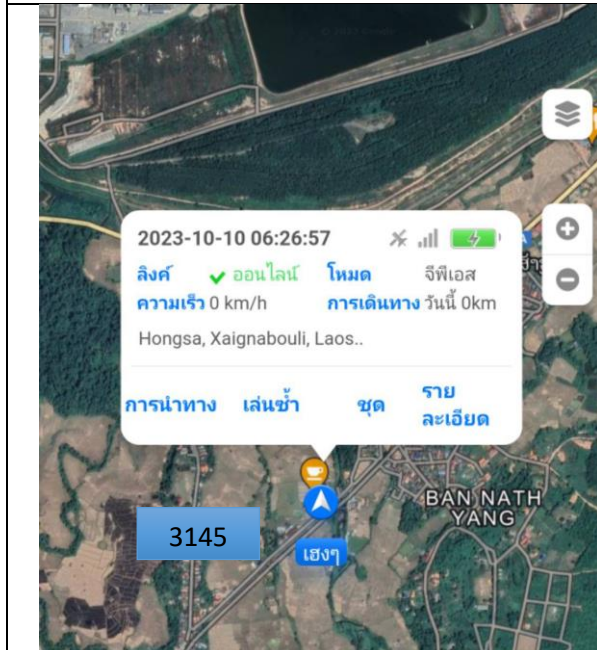 2023-10-10 06:26:57
ลิงค์ ออนไลน์ โหมด จีพีเอส
ความเร็ว 0 km/h การเดินทาง วันนี้ 0km
Hongsa, Xaignabouli, Laos..
การนำทาง เล่นซ้ำ ชุด ราย
ละเอียด
BAN NATH
YANG
3145
เฮงๆ